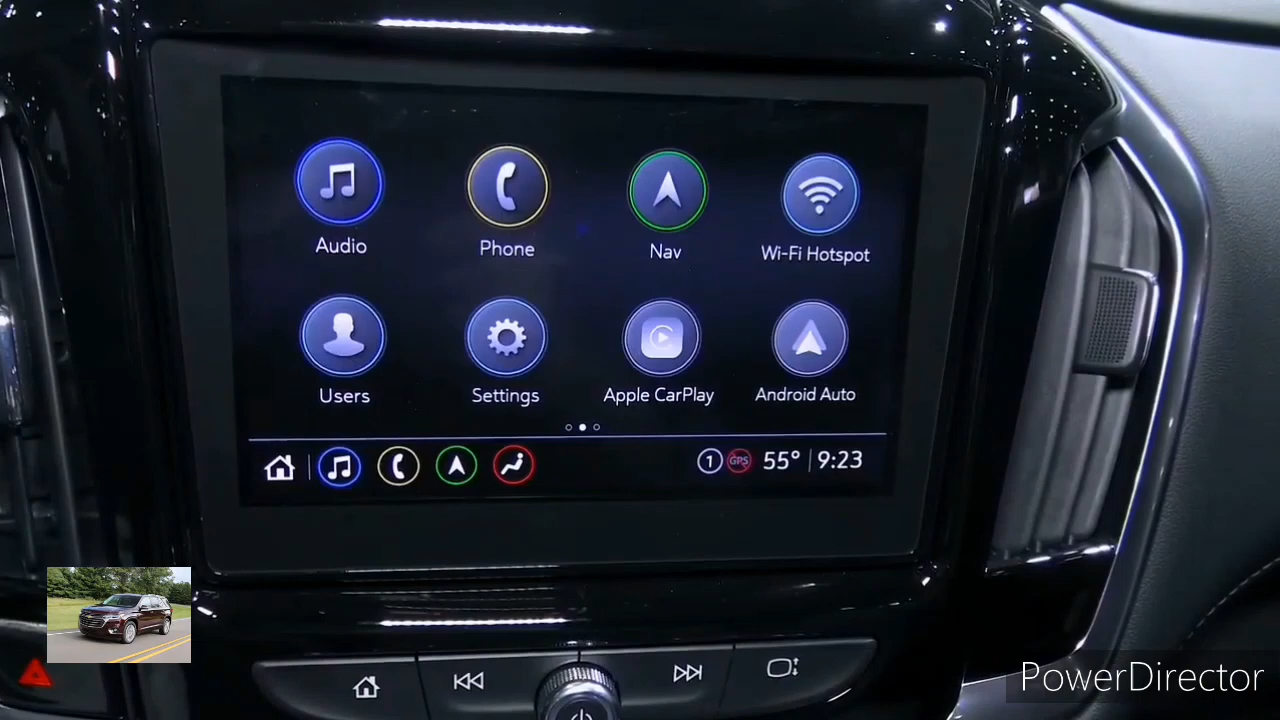 Audio Phone Nav Wi-Fi Hotspot
Users Settings Apple CarPlay Android Auto
1 GPS 55° 9:23
PowerDirector